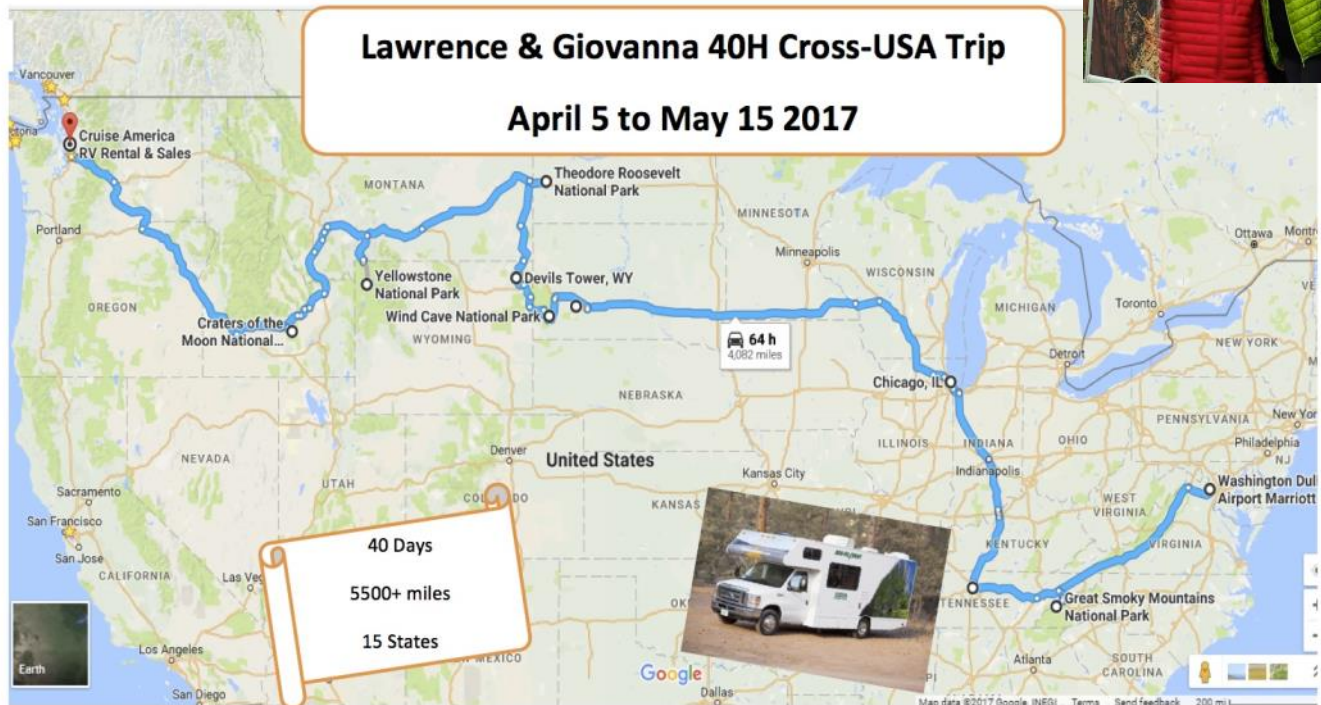 Lawrence & Giovanna 40H Cross-USA Trip
April 5 to May 15 2017
Vancouver
Cruise America
RV Rental & Sales
Portland
OREGON
MONTANA
Theodore Roosevelt
National Park
MINNESOTA
Minneapolis
WISCONSIN
MICHIGAN
Ottawa
Toronto
NEW YORK
Yellowstone
National Park
Devils Tower, WY
Wind Cave National Park
Craters of the
Moon National...
WYOMING
64 h
4,082 miles
Detroit
Chicago, IL
NEBRASKA
PENNSYLVANIA
ILLINOIS
INDIANA
OHIO
Philadelphia
NJ
Indianapolis
NEVADA
UTAH
Denver
United States
Kansas City
KANSAS
WEST
VIRGINIA
Washington Dul
Airport Marriott
VIRGINIA
KENTUCKY
TENNESSEE
Great Smoky Mountains
National Park
Sacramento
San Francisco
San Jose
CALIFORNIA
Los Angeles
San Diego
40 Days
5500+ miles
15 States
Earth
Google
Dallas
Atlanta
SOUTH
CAROLINA
Map data ©2017 Google, INEGI
Terms
Send feedback